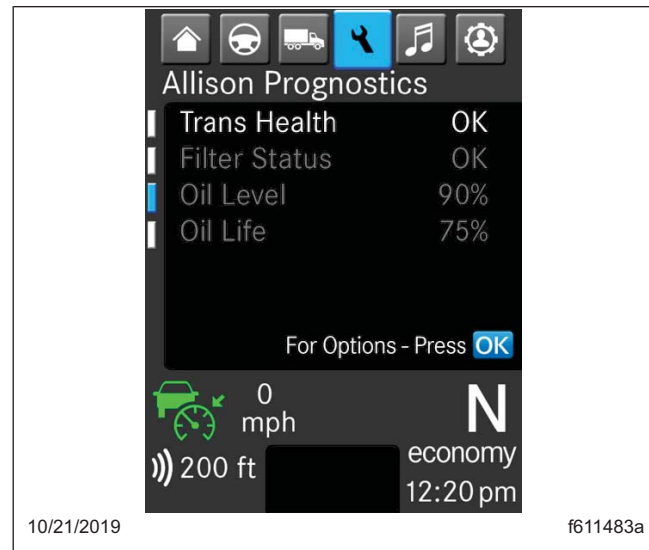 Allison Prognostics
Trans Health OK
Filter Status OK
Oil Level 90%
Oil Life 75%
For Options - Press OK
0
mph
N
200 ft
economy
12:20 pm
10/21/2019 f611483a